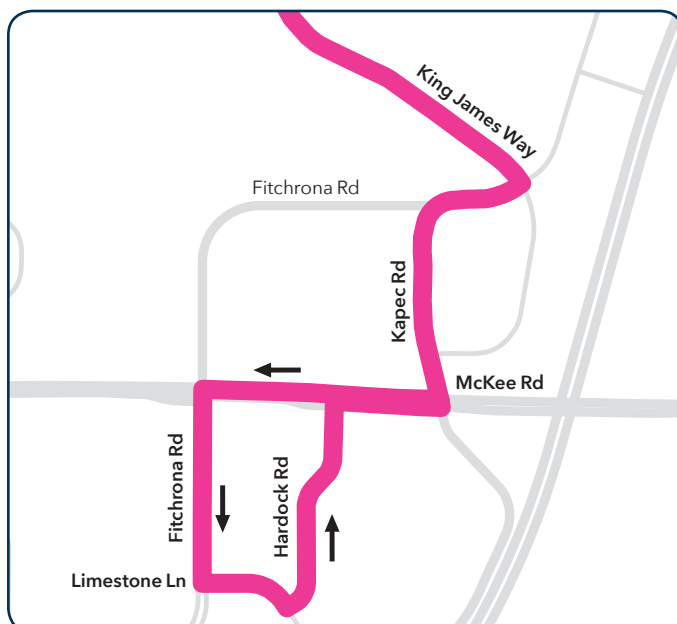 King James Way
Fitchrona Rd
Kapec Rd
McKee Rd
Fitchrona Rd
Hardock Rd
Limestone Ln